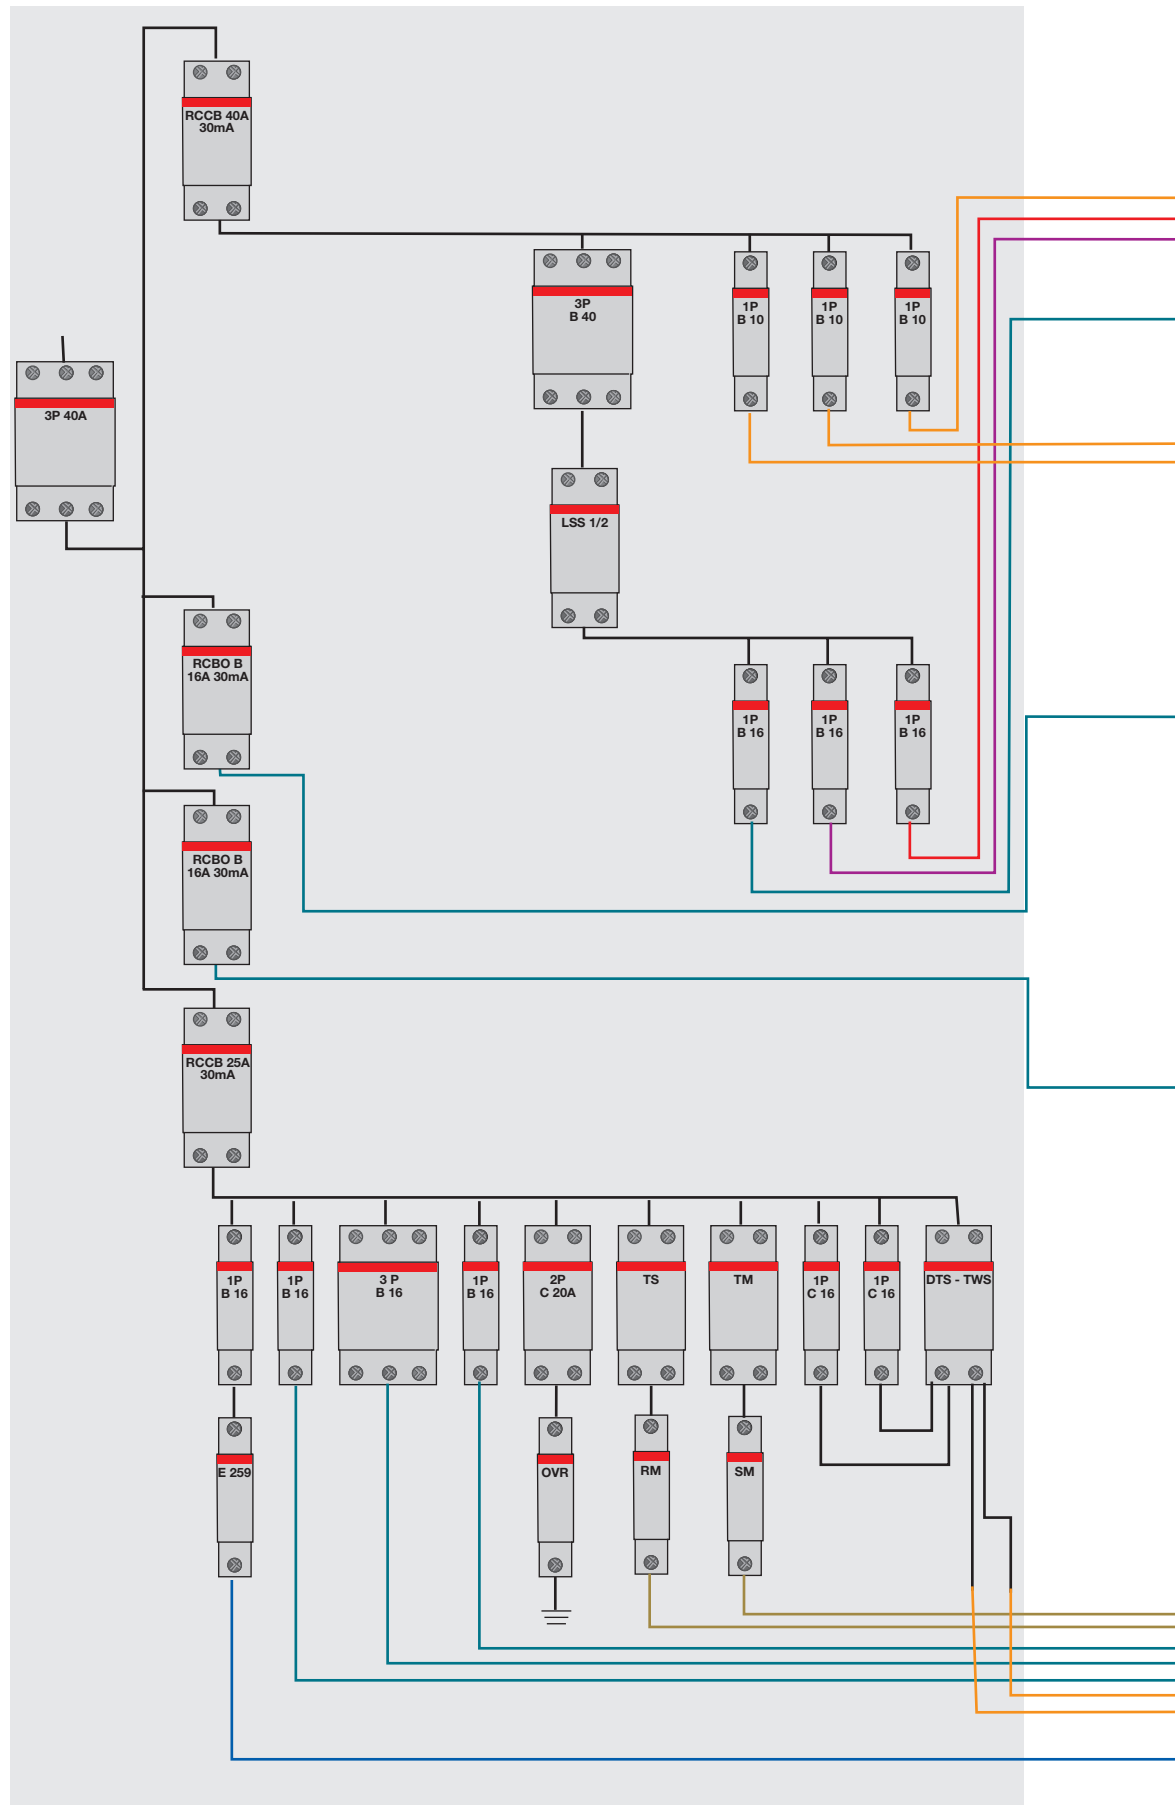 RCCB 40A
30mA
3P
B 40
1P
B 10
1P
B 10
1P
B 10
3P 40A
LSS 1/2
RCBO B
16A 30mA
1P
B 16
1P
B 16
1P
B 16
RCBO B
16A 30mA
RCCB 25A
30mA
1P
B 16
1P
B 16
3 P
B 16
1P
B 16
2P
C 20A
TS
TM
1P
C 16
1P
C 16
DTS - TWS
E 259
OVR
RM
SM